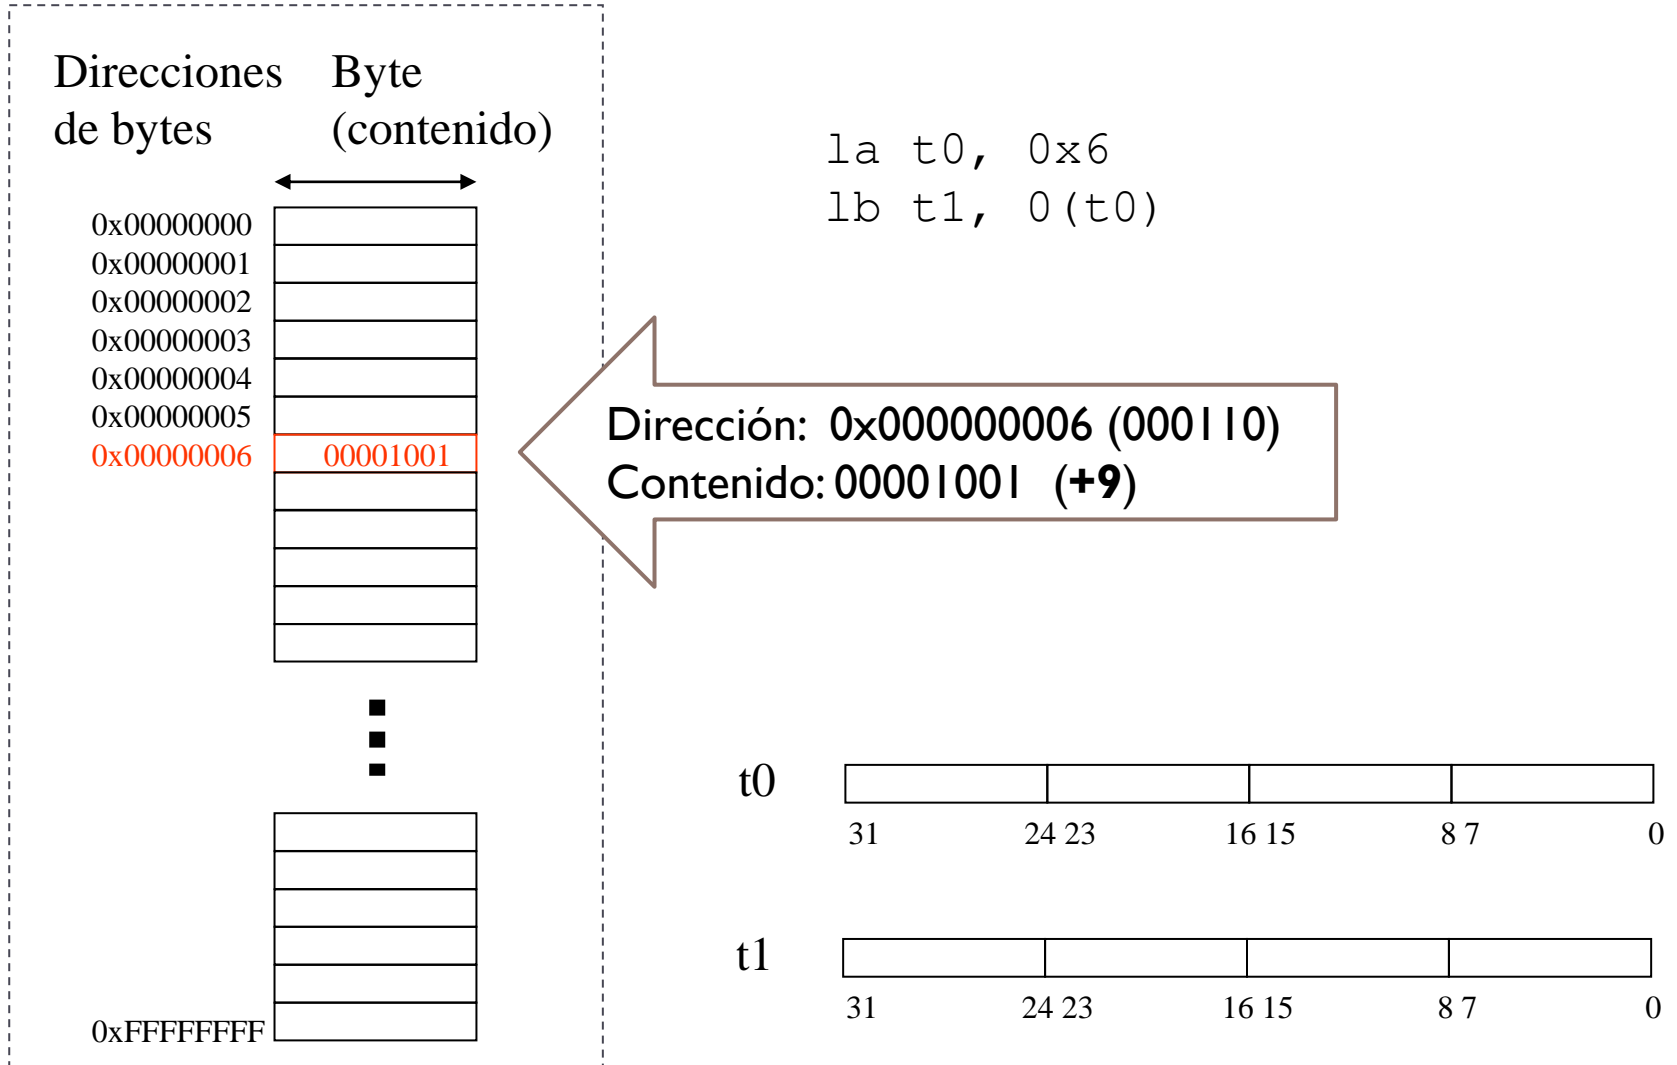 Direcciones Byte
de bytes (contenido)
la t0, 0x6
lb t1, 0(t0)
0x00000000
0x00000001
0x00000002
0x00000003
0x00000004
0x00000005
0x00000006 00001001
Dirección: 0x000000006 (000110)
Contenido: 00001001 (+9)
t0
31 24 23 16 15 8 7 0
t1
31 24 23 16 15 8 7 0
0xFFFFFFFF